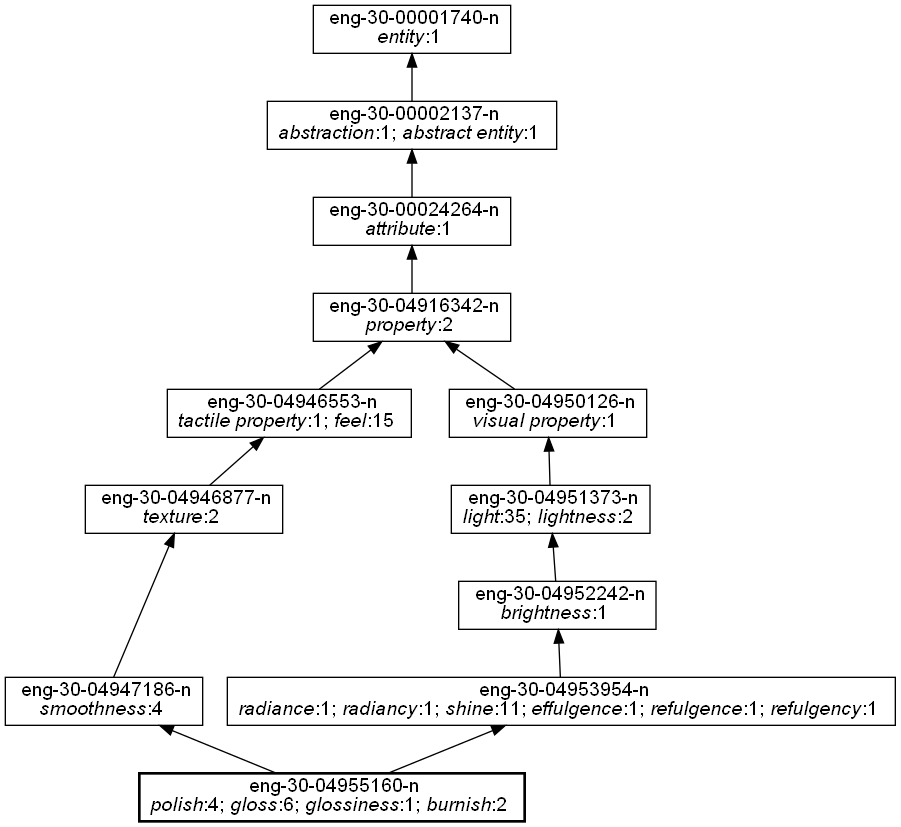 eng-30-00001740-n
entity:1
eng-30-00002137-n
abstraction:1; abstract entity:1
eng-30-00024264-n
attribute:1
eng-30-04916342-n
property:2
eng-30-04946553-n
tactile property:1; feel:15
eng-30-04950126-n
visual property:1
eng-30-04946877-n
texture:2
eng-30-04951373-n
light:35; lightness:2
eng-30-04952242-n
brightness:1
eng-30-04947186-n
smoothness:4
eng-30-04953954-n
radiance:1; radiancy:1; shine:11; effulgence:1; refulgence:1; refulgency:1
eng-30-04955160-n
polish:4; gloss:6; glossiness:1; burnish:2